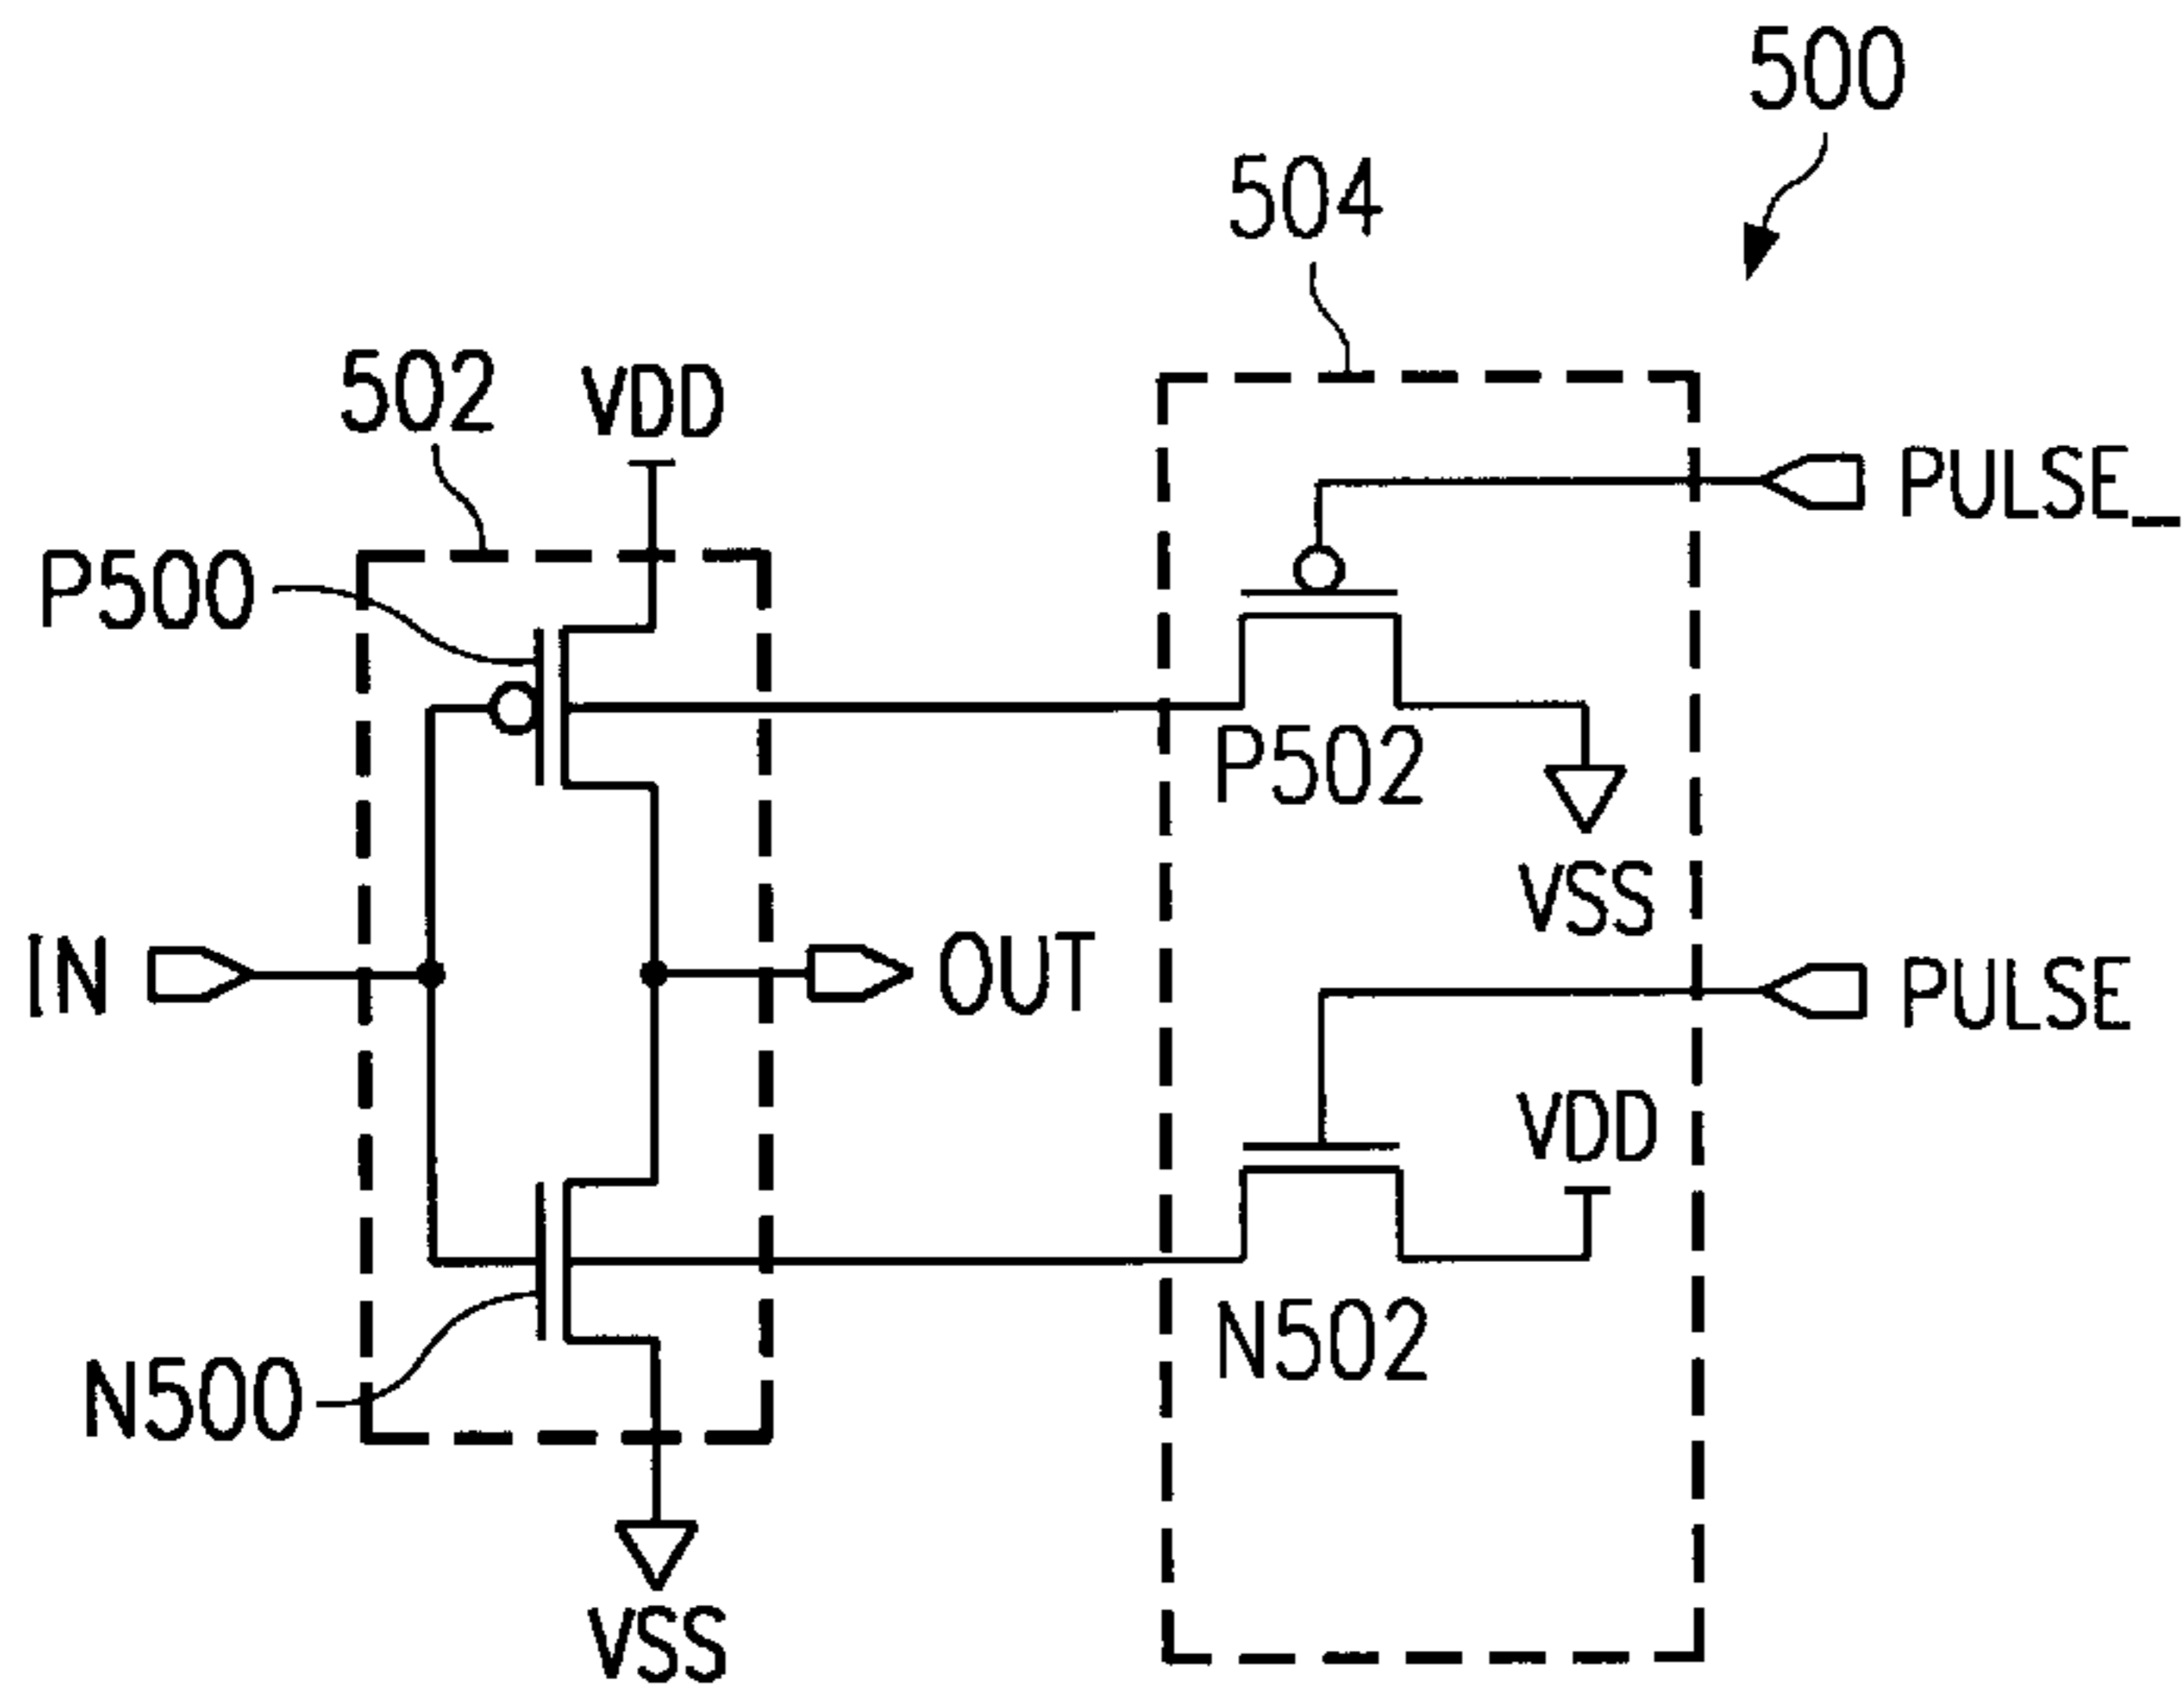 500
504
502
VDD
PULSE_
P500
P502
VSS
IN
OUT
PULSE
VDD
N502
N500
VSS